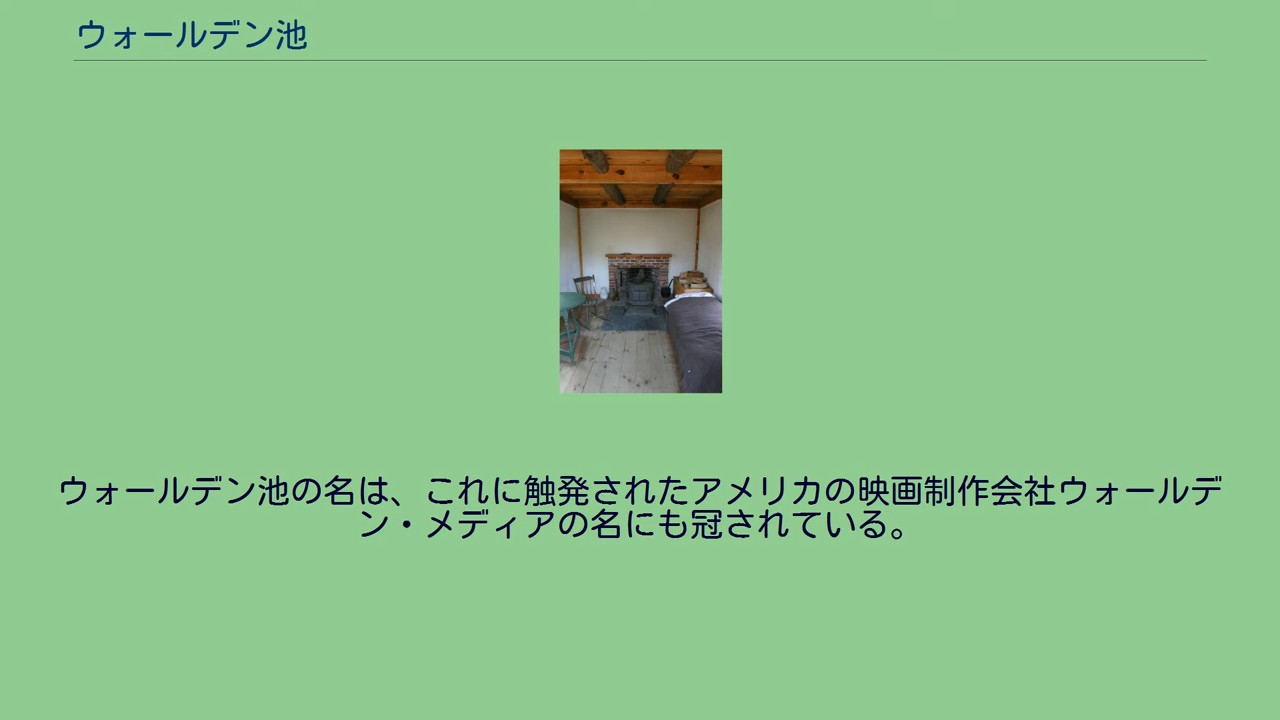 ウォールデン池
ウォールデン池の名は、これに触発されたアメリカの映画制作会社ウォールデ
ン・メディアの名にも冠されている。